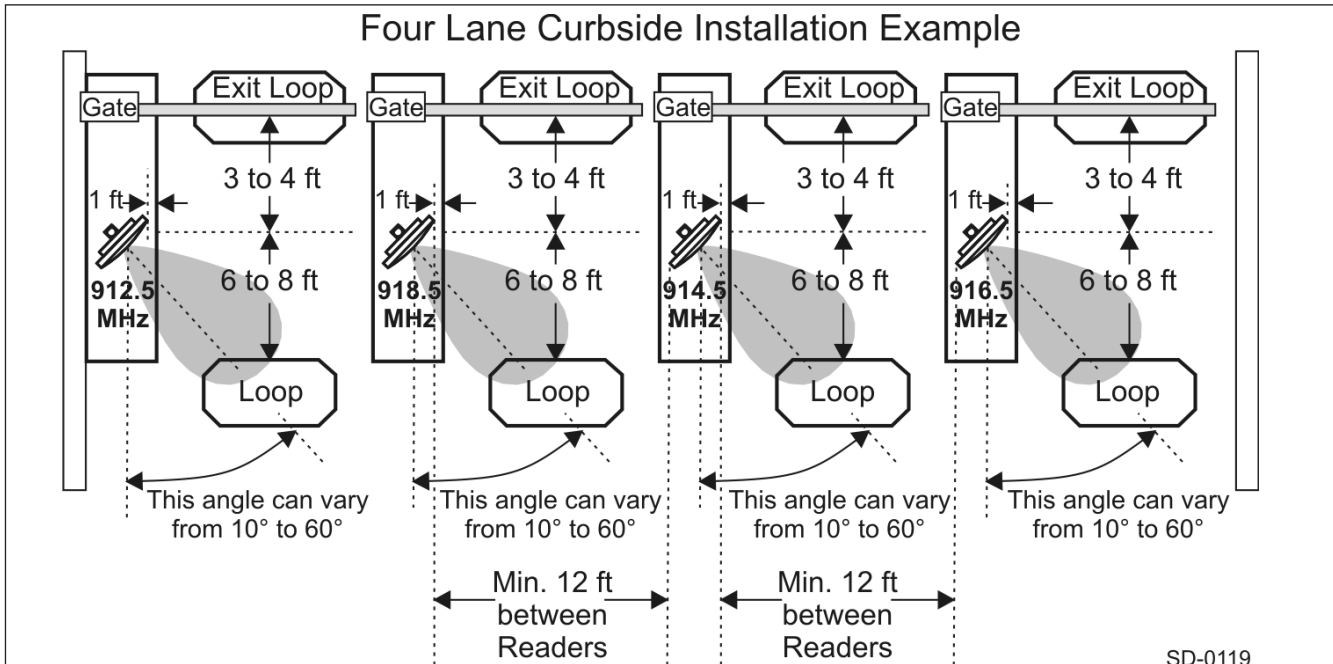 Four Lane Curbside Installation Example
Exit Loop
Exit Loop
Exit Loop
Exit Loop
Gate
Gate
Gate
Gate
3 to 4 ft
3 to 4 ft
3 to 4 ft
3 to 4 ft
1 ft
1 ft
1 ft
1 ft
6 to 8 ft
6 to 8 ft
6 to 8 ft
6 to 8 ft
912.5
MHz
918.5
MHz
914.5
MHz
916.5
MHz
Loop
Loop
Loop
Loop
This angle can vary
from 10° to 60°
This angle can vary
from 10° to 60°
This angle can vary
from 10° to 60°
This angle can vary
from 10° to 60°
Min. 12 ft
between
Readers
Min. 12 ft
between
Readers
SD-0119